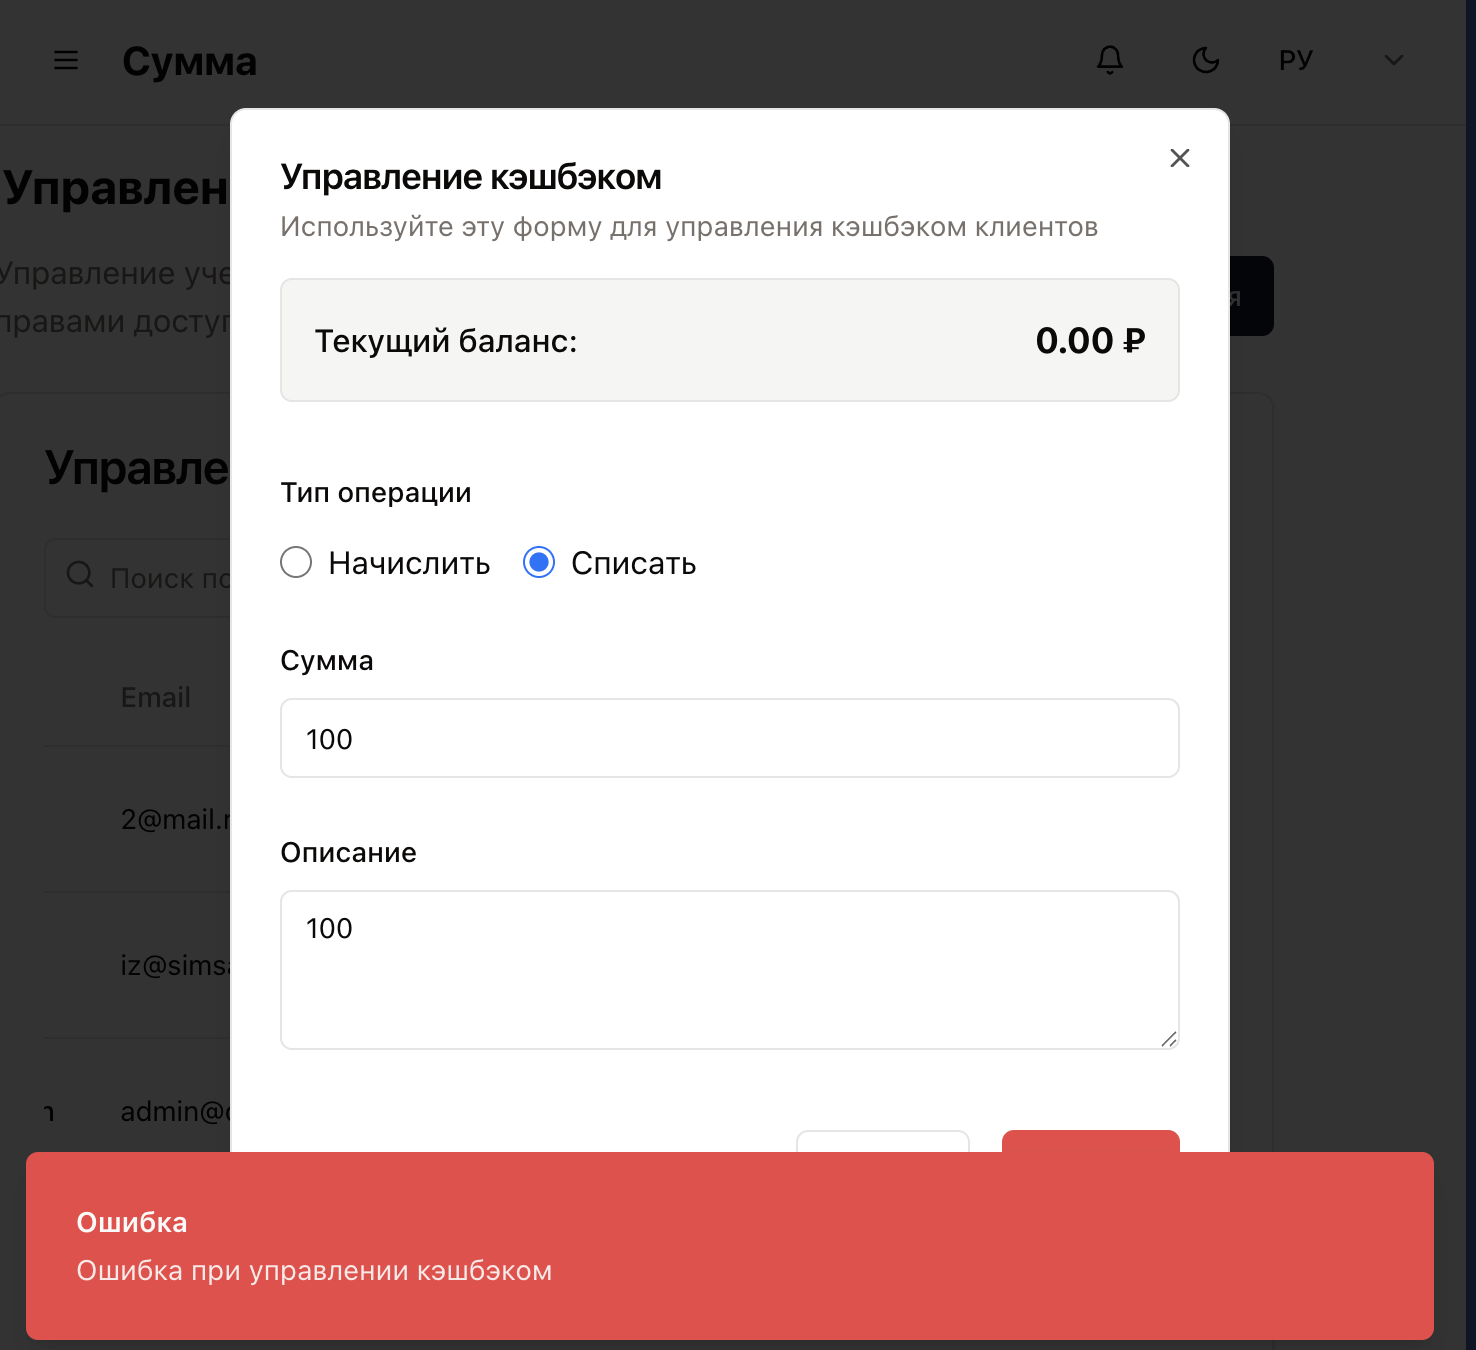 Сумма
РУ
Управлен
Управление уче
правами доступ
я
Управление кэшбэком
Используйте эту форму для управления кэшбэком клиентов
Текущий баланс: 0.00 ₽
Тип операции
Начислить Списать
Сумма
100
Описание
100
Управле
Поиск по
Email
2@mail.r
iz@simsa
admin@
Ошибка
Ошибка при управлении кэшбэком